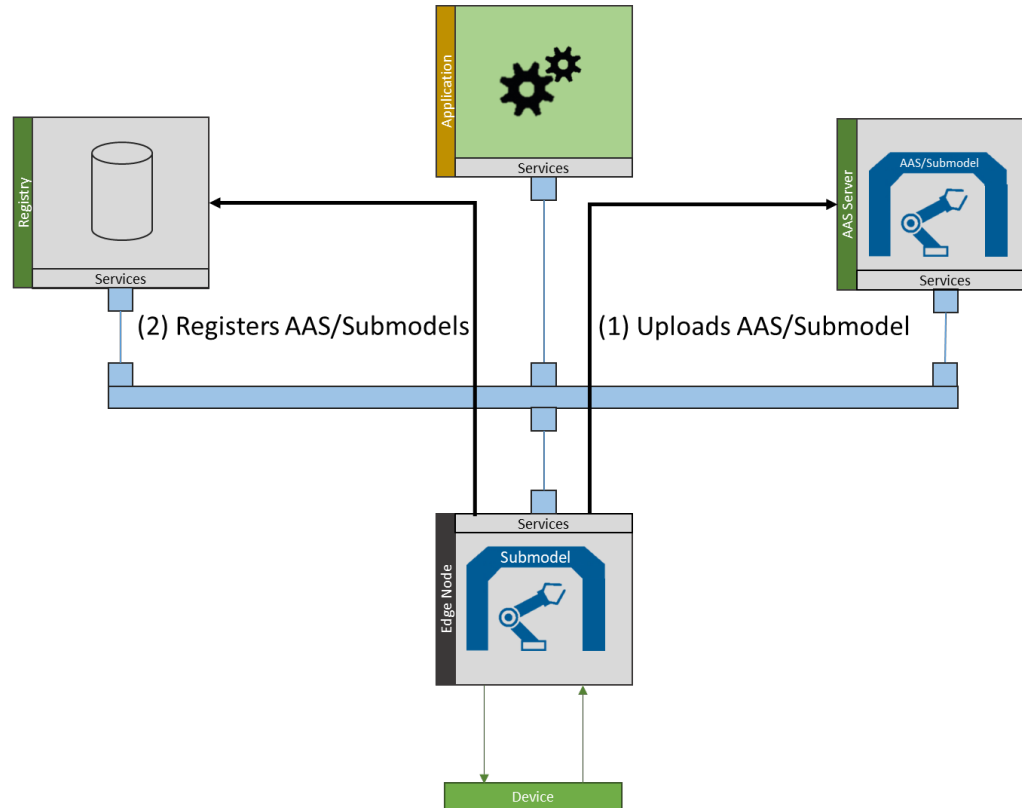 Application
Services
Registry
Services
AAS Server
AAS/Submodel
Services
(2) Registers AAS/Submodels
(1) Uploads AAS/Submodel
Services
Edge Node
Submodel
Device